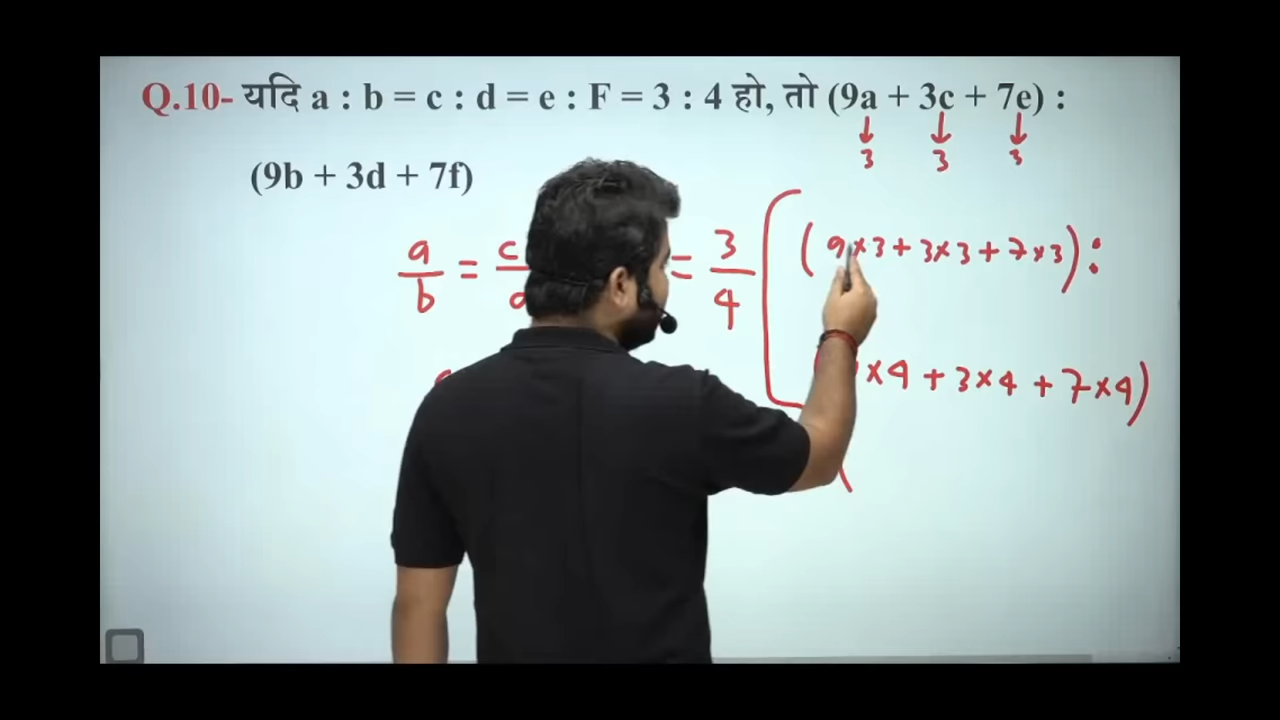 Q.10- यदि a : b = c : d = e : F = 3 : 4 हो, तो (9a + 3c + 7e) :
↓ ↓ ↓
3 3 3
(9b + 3d + 7f)
a/b = c = 3/4
(9×3 + 3×3 + 7×3) :
×4 + 3×4 + 7×4)
(